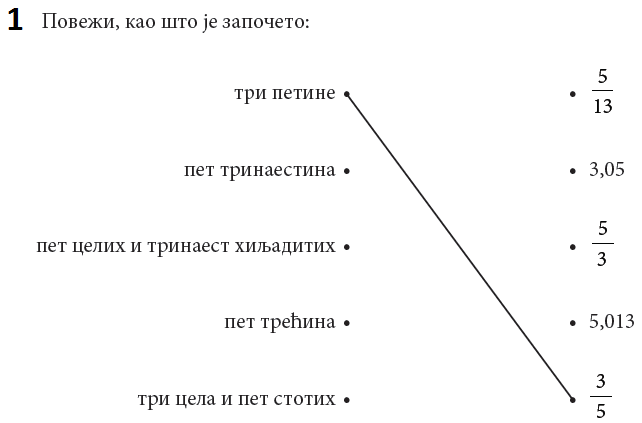 1 Повежи, као што је започето:
три петине • • 5/13
пет тринаестина • • 3,05
пет целих и тринаест хиљадитих • • 5/3
пет трећина • • 5,013
три цела и пет стотих • • 3/5